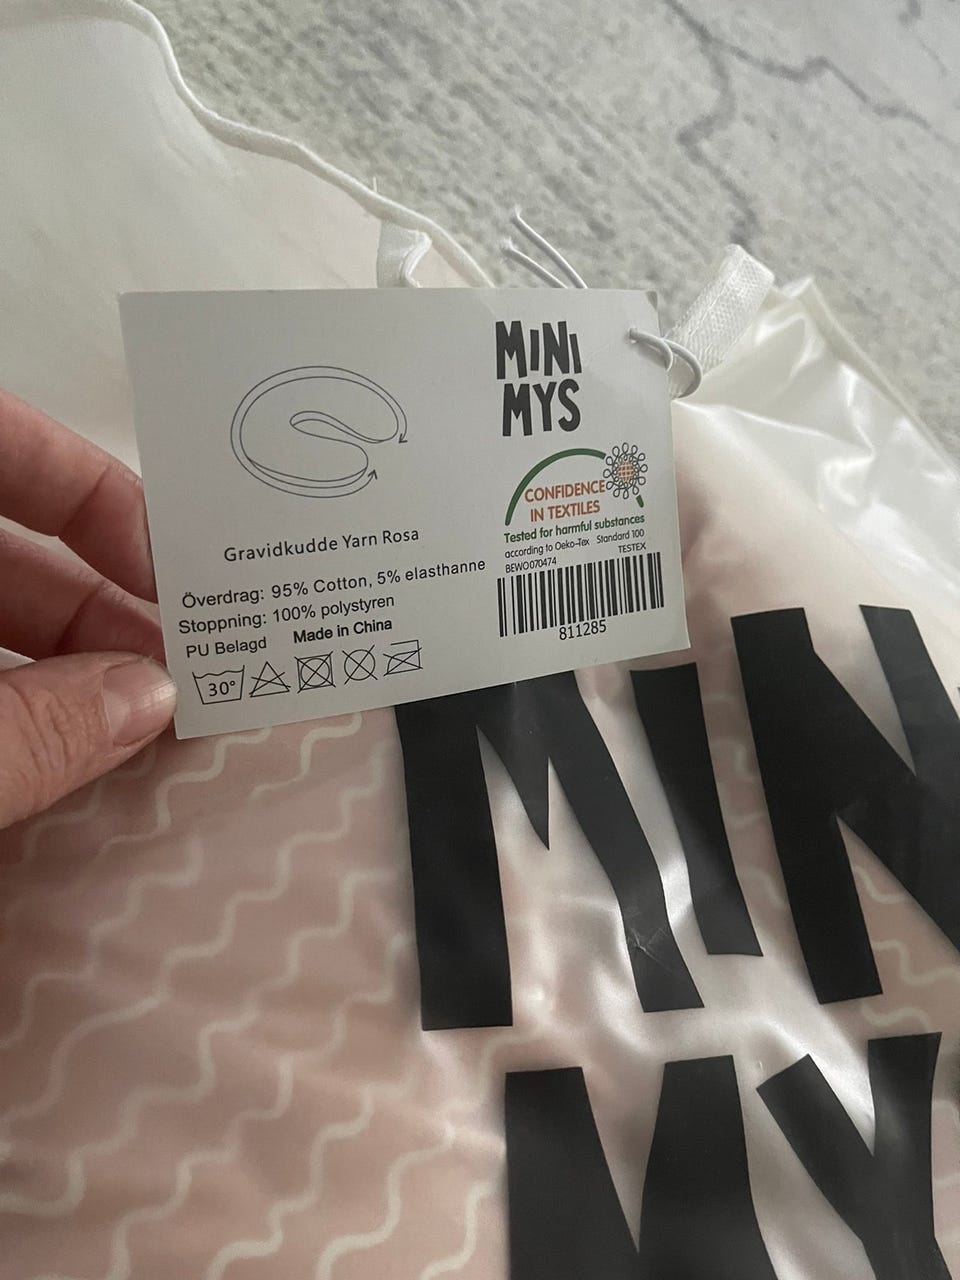 MINI
MYS
CONFIDENCE
IN TEXTILES
Tested for harmful substances
according to Oeko-Tex Standard 100
TESTEX
BEWO070474
811285
Gravidkudde Yarn Rosa
Överdrag: 95% Cotton, 5% elasthanne
Stoppning: 100% polystyren
PU Belagd Made in China
30°
MINI
MY